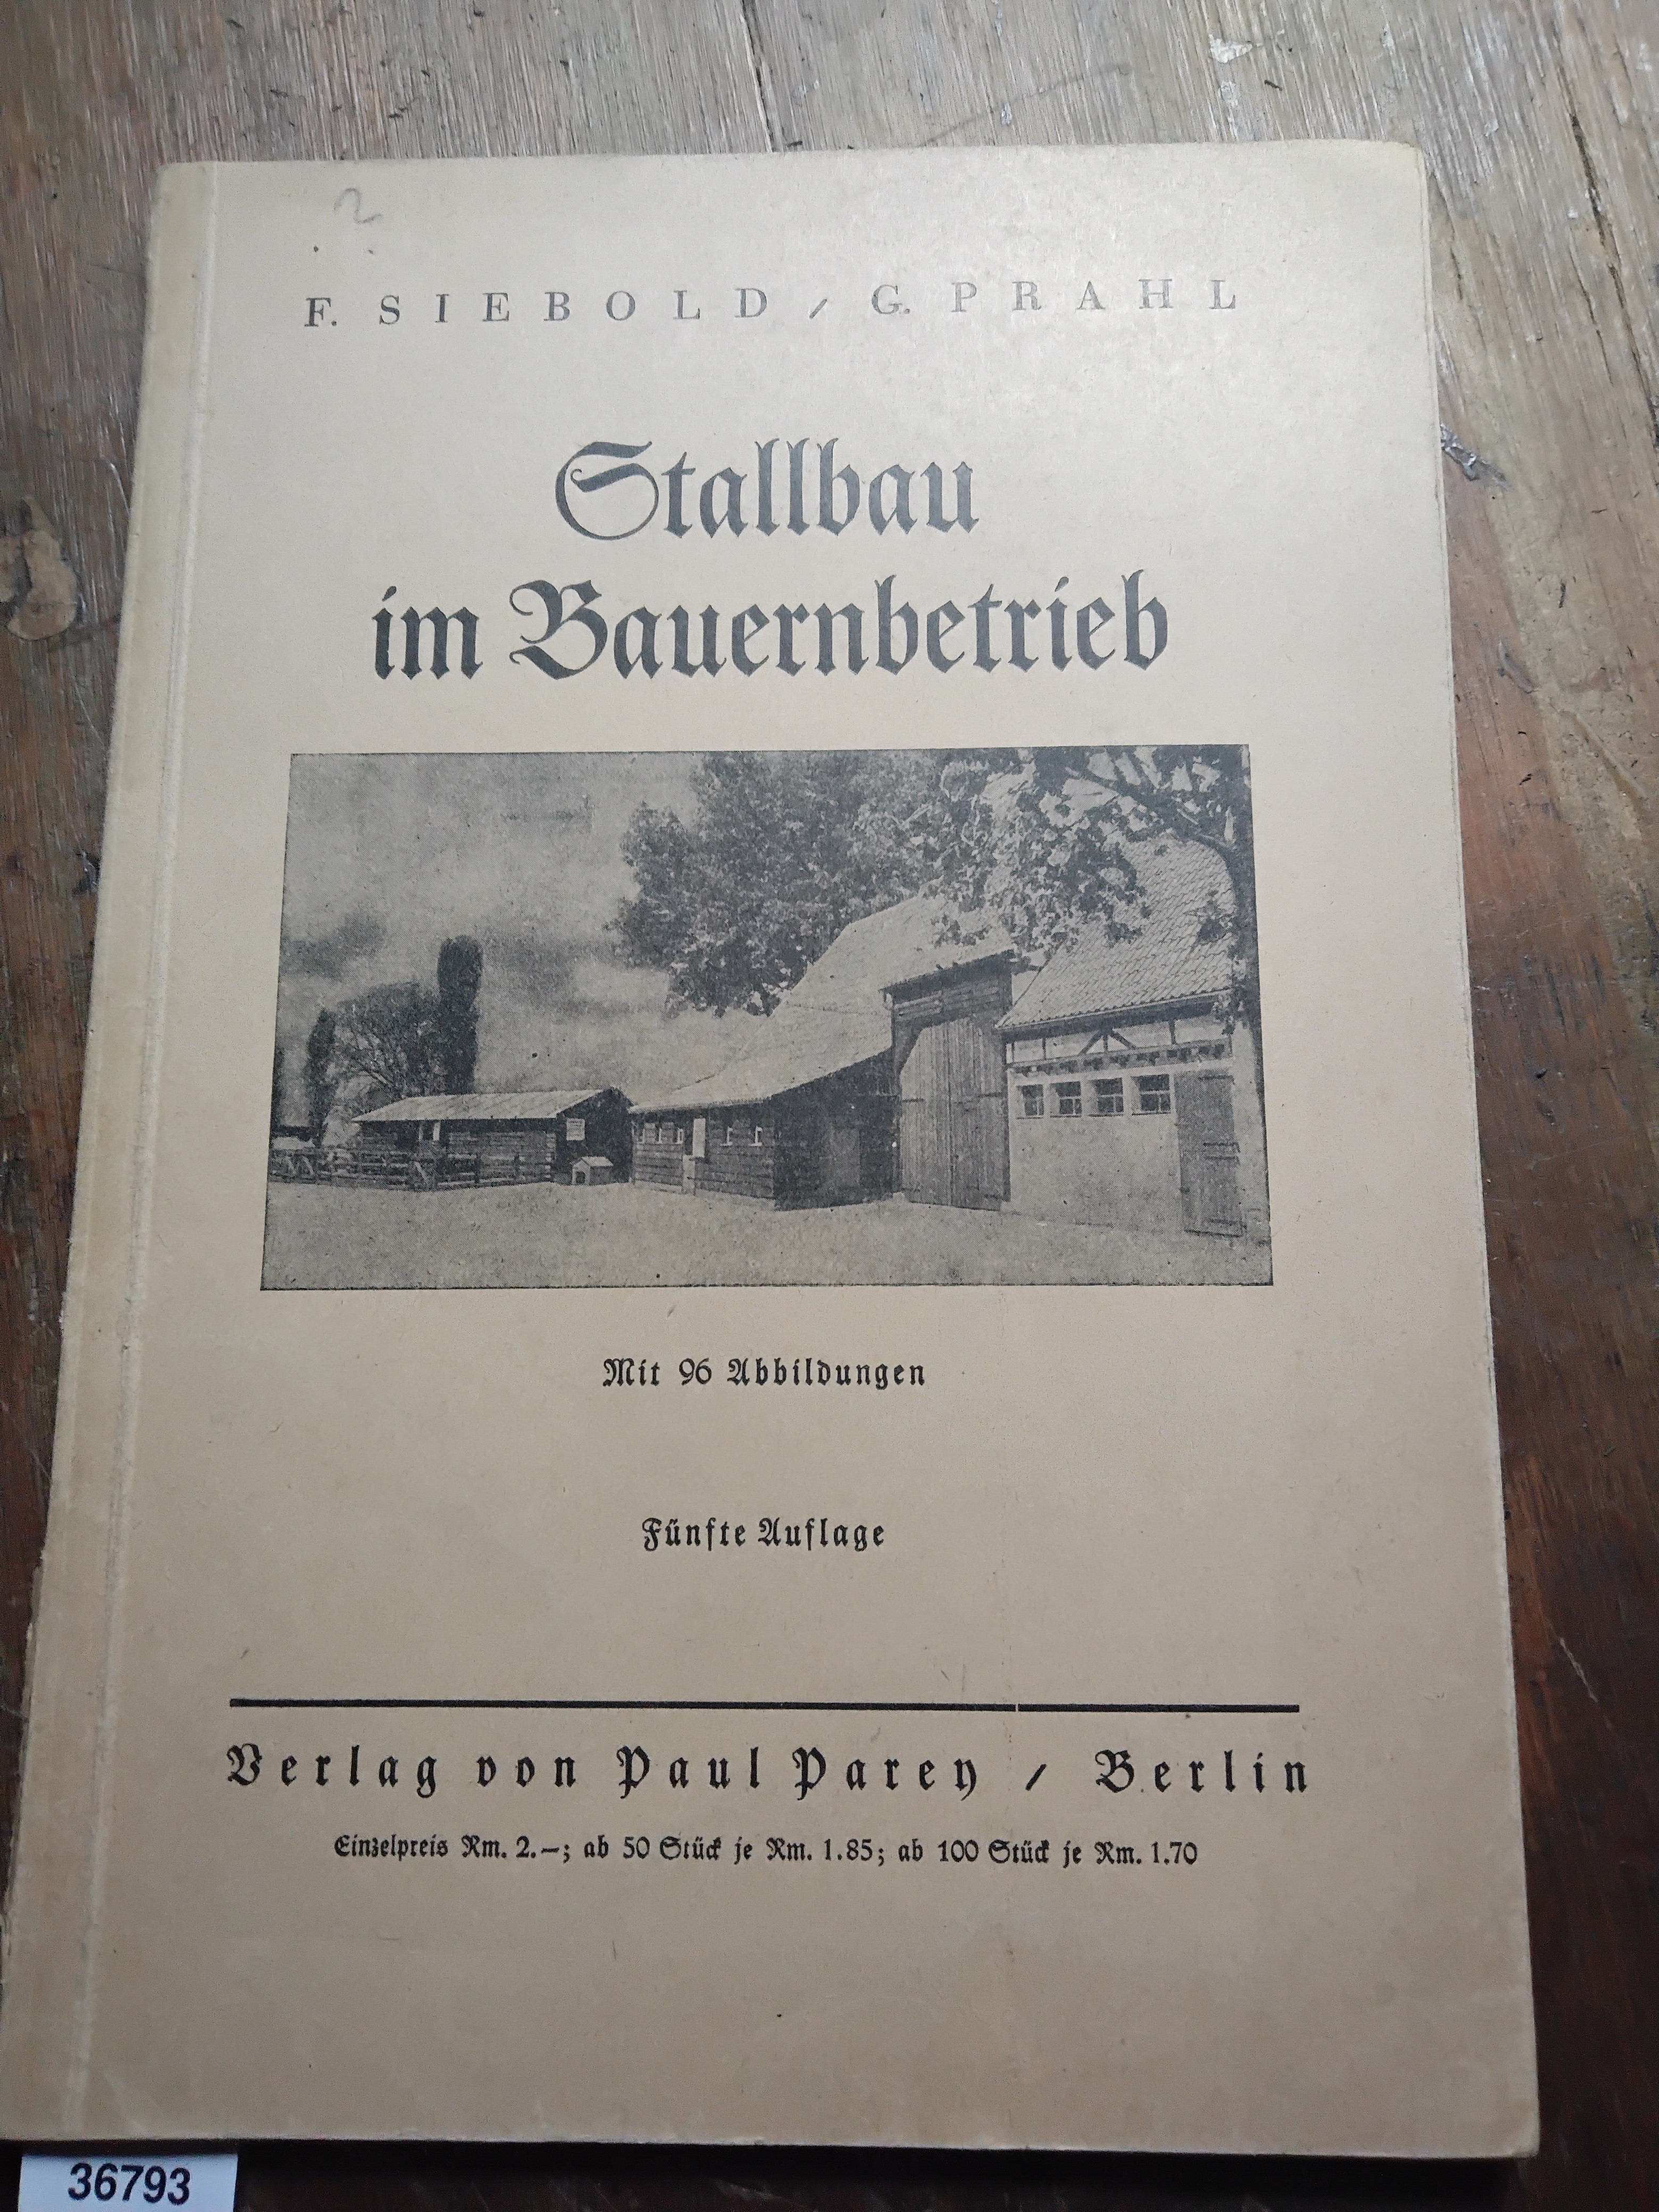 2
F. SIEBOLD / G. PRAHL
Stallbau
im Bauernbetrieb
Mit 96 Abbildungen
Fünfte Auflage
Verlag von Paul Parey / Berlin
Einzelpreis Rm. 2.—; ab 50 Stück je Rm. 1.85; ab 100 Stück je Rm. 1.70
36793